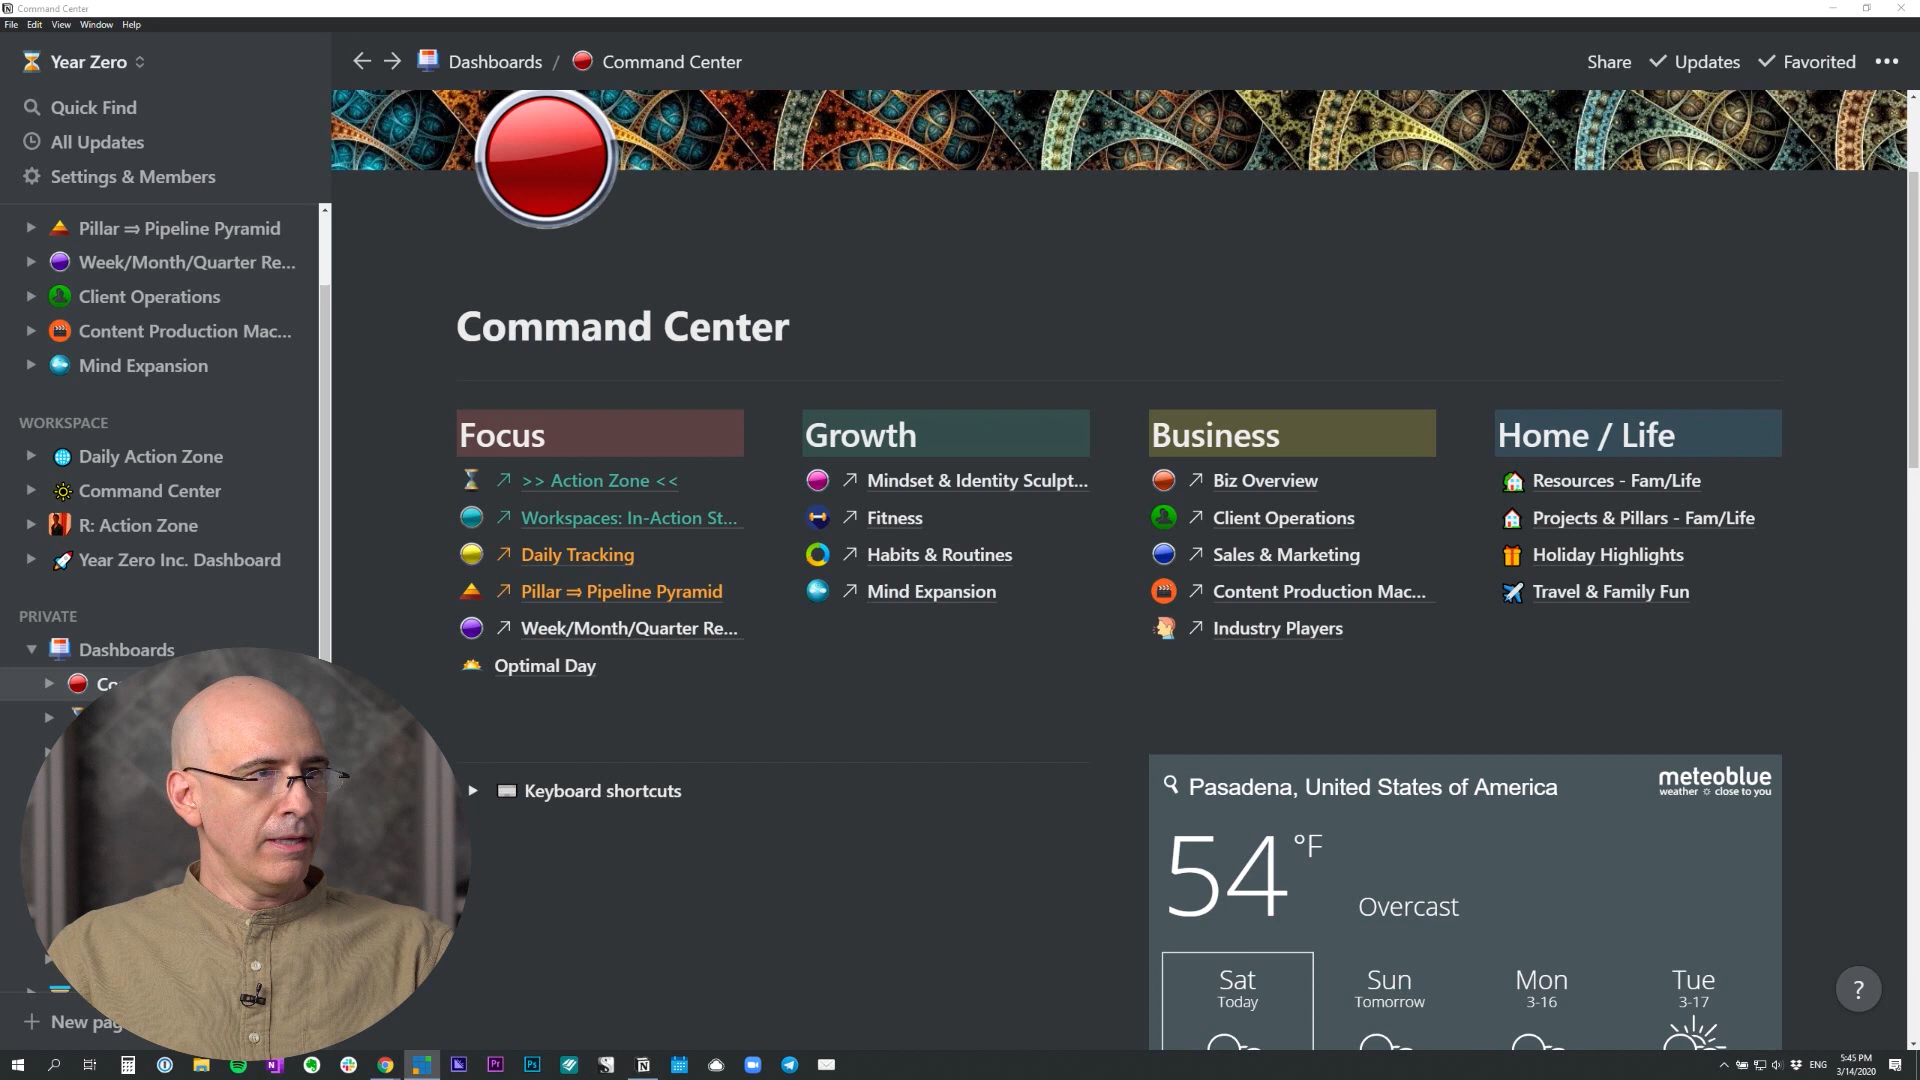 Command Center
File Edit View Window Help
Year Zero
Dashboards / Command Center
Share Updates Favorited
Quick Find
All Updates
Settings & Members
Pillar ⇒ Pipeline Pyramid
Week/Month/Quarter Re...
Client Operations
Content Production Mac...
Mind Expansion
WORKSPACE
Daily Action Zone
Command Center
R: Action Zone
Year Zero Inc. Dashboard
PRIVATE
Dashboards
Co
New pag
Command Center
Focus
>> Action Zone <<
Workspaces: In-Action St...
Daily Tracking
Pillar ⇒ Pipeline Pyramid
Week/Month/Quarter Re...
Optimal Day
Growth
Mindset & Identity Sculpt...
Fitness
Habits & Routines
Mind Expansion
Business
Biz Overview
Client Operations
Sales & Marketing
Content Production Mac...
Industry Players
Home / Life
Resources - Fam/Life
Projects & Pillars - Fam/Life
Holiday Highlights
Travel & Family Fun
Keyboard shortcuts
Pasadena, United States of America
meteoblue
weather ☼ close to you
54 °F
Overcast
Sat Sun Mon Tue
Today Tomorrow 3-16 3-17
?
ENG
5:45 PM
3/14/2020